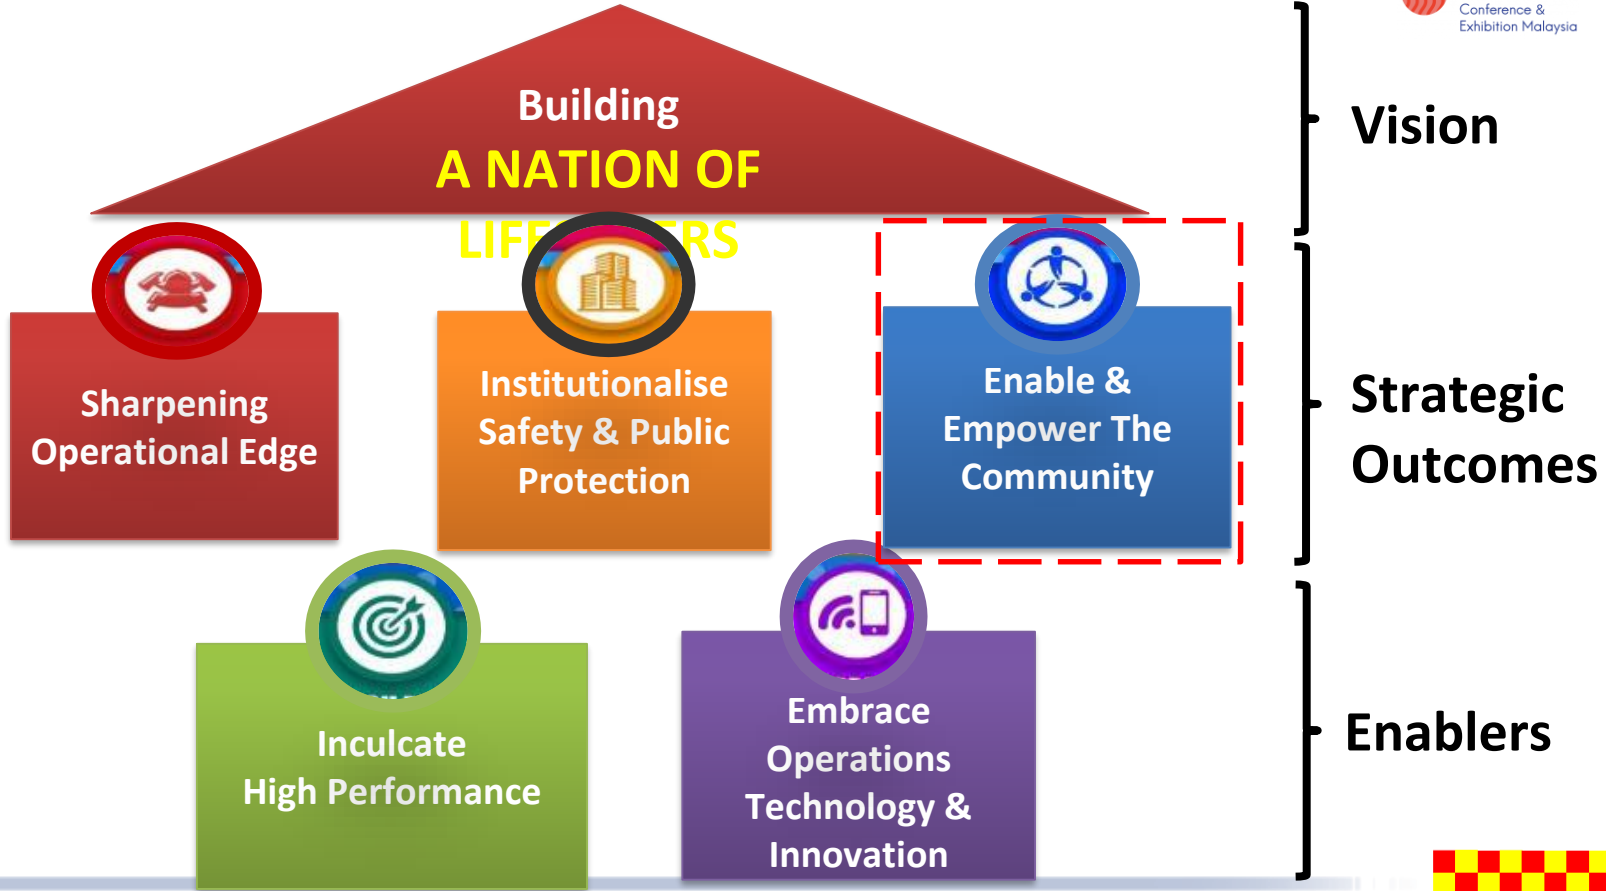 Conference &
Exhibition Malaysia
Building
A NATION OF
Vision
Sharpening
Operational Edge
Institutionalise
Safety & Public
Protection
Enable &
Empower The
Community
Strategic
Outcomes
Inculcate
High Performance
Embrace
Operations
Technology &
Innovation
Enablers